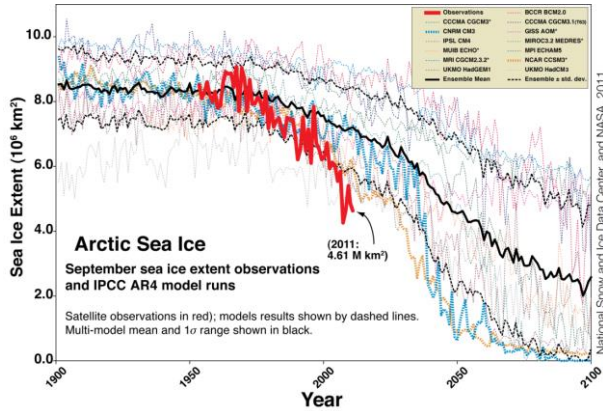 Observations
BCCR BCM2.0
CCCMA CGCM3*
CCCMA CGCM3.1(T63)
CNRM CM3
GISS AOM*
IPSL CM4
MIROC3.2 MEDRES*
MIUB ECHO*
MPI ECHAM5
MRI CGCM2.3.2*
NCAR CCSM3*
UKMO HadGEM1
UKMO HadCM3
Ensemble Mean
Ensemble ± std. dev.
10.0
8.0
6.0
4.0
2.0
0.0
Sea Ice Extent (10⁶ km²)
Arctic Sea Ice
September sea ice extent observations
and IPCC AR4 model runs
Satellite observations in red); models results shown by dashed lines.
Multi-model mean and 1σ range shown in black.
(2011:
4.61 M km²)
1900
1950
2000
2050
2100
Year
National Snow and Ice Data Center, and NASA, 2011